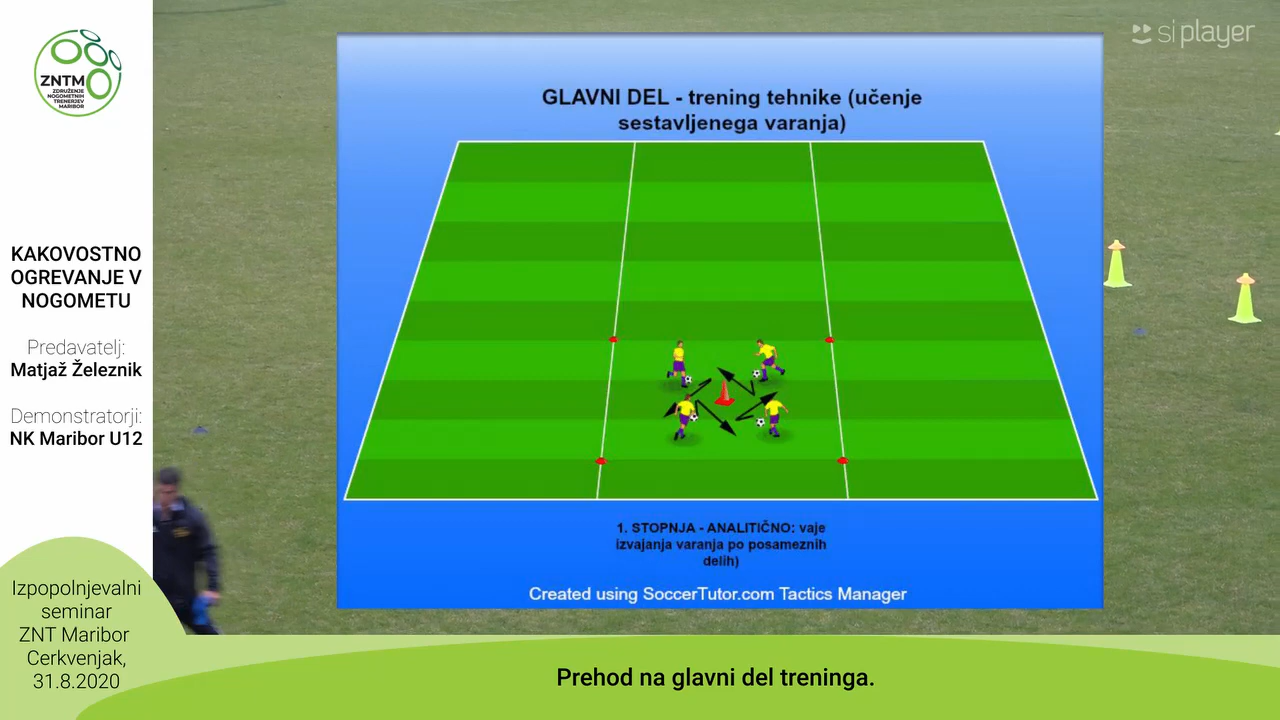 ZNTM
ZDRUŽENJE
NOGOMETNIH
TRENERJEV
MARIBOR
KAKOVOSTNO
OGREVANJE V
NOGOMETU
Predavatelj:
Matjaž Železnik
Demonstratorji:
NK Maribor U12
Izpopolnjevalni
seminar
ZNT Maribor
Cerkvenjak,
31.8.2020
siplayer
GLAVNI DEL - trening tehnike (učenje
sestavljenega varanja)
1. STOPNJA - ANALITIČNO: vaje
izvajanja varanja po posameznih
delih)
Created using SoccerTutor.com Tactics Manager
Prehod na glavni del treninga.